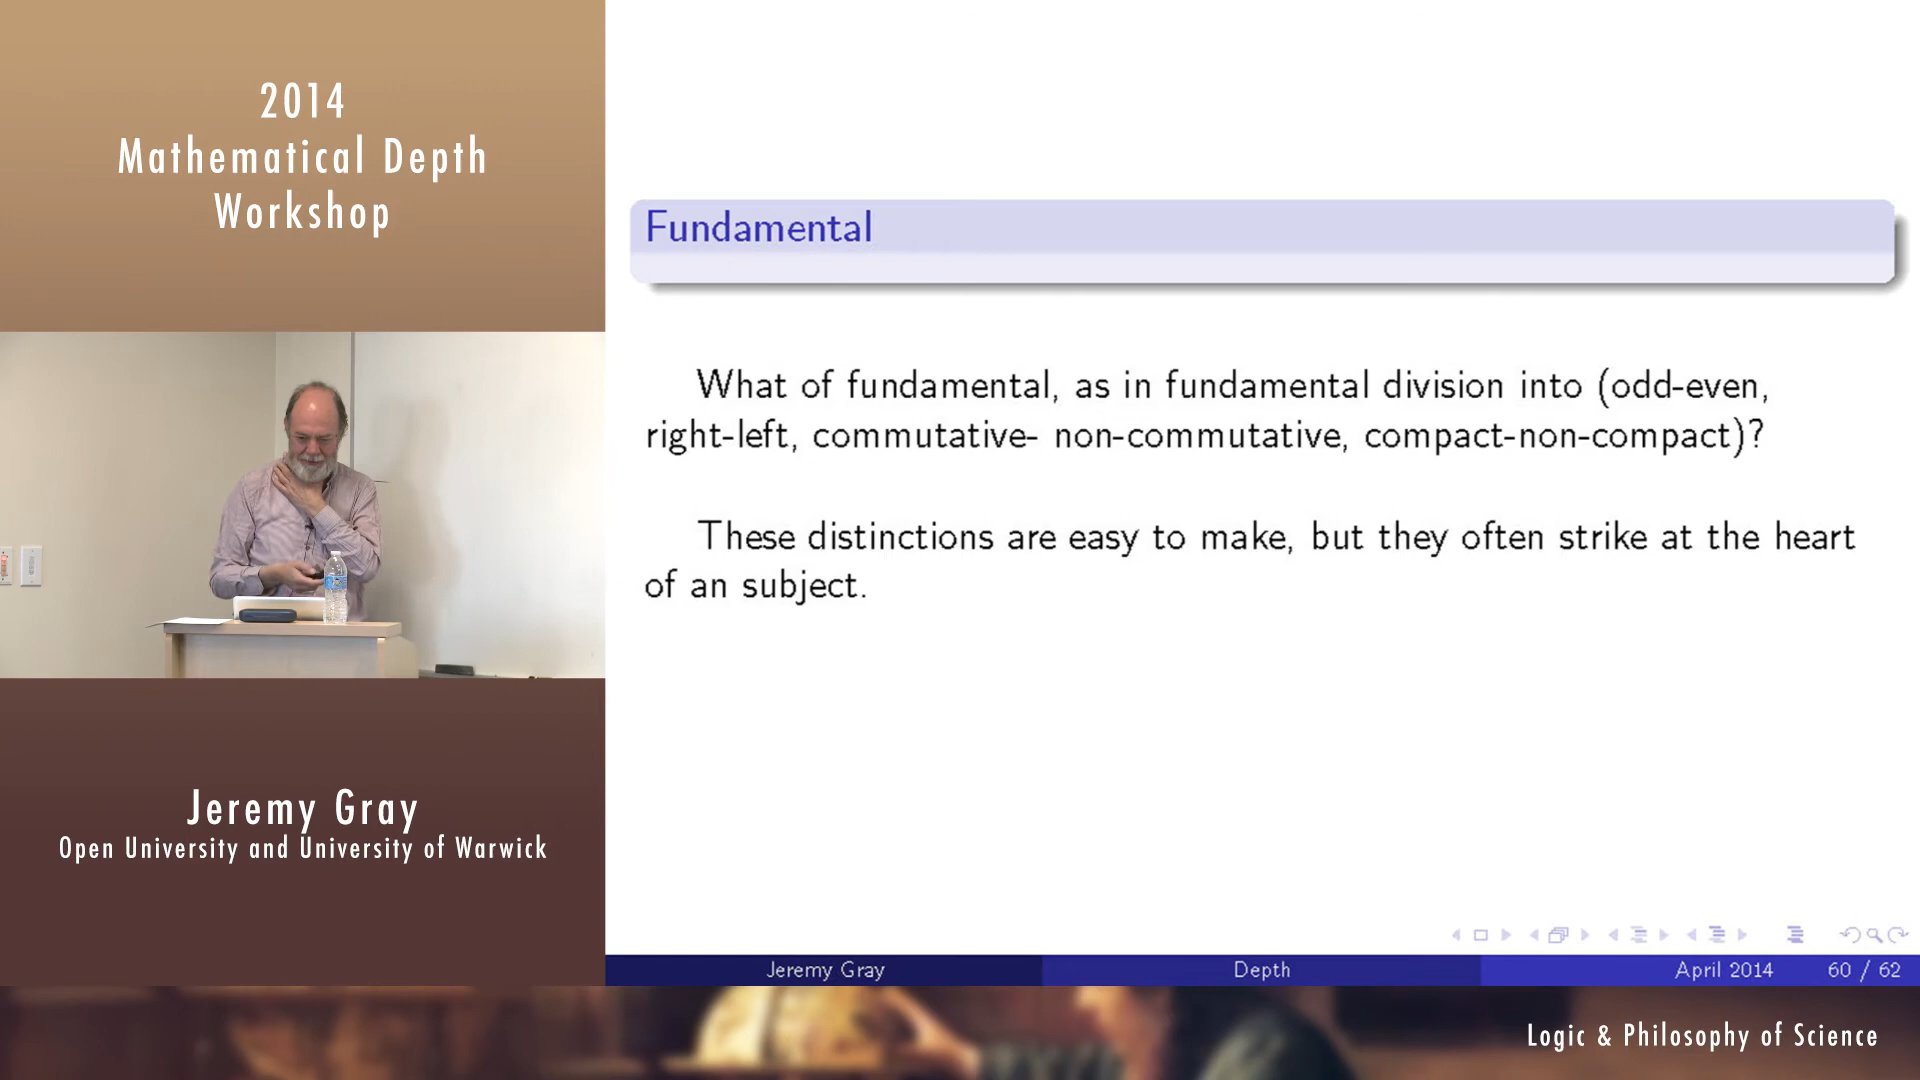 2014
Mathematical Depth
Workshop
Jeremy Gray
Open University and University of Warwick
Fundamental
What of fundamental, as in fundamental division into (odd-even,
right-left, commutative- non-commutative, compact-non-compact)?
These distinctions are easy to make, but they often strike at the heart
of an subject.
Jeremy Gray Depth April 2014 60 / 62
Logic & Philosophy of Science